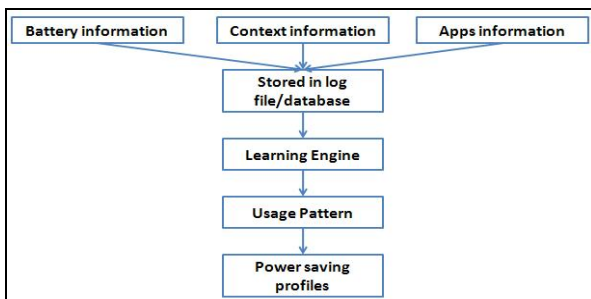 Battery information
Context information
Apps information
Stored in log
file/database
Learning Engine
Usage Pattern
Power saving
profiles